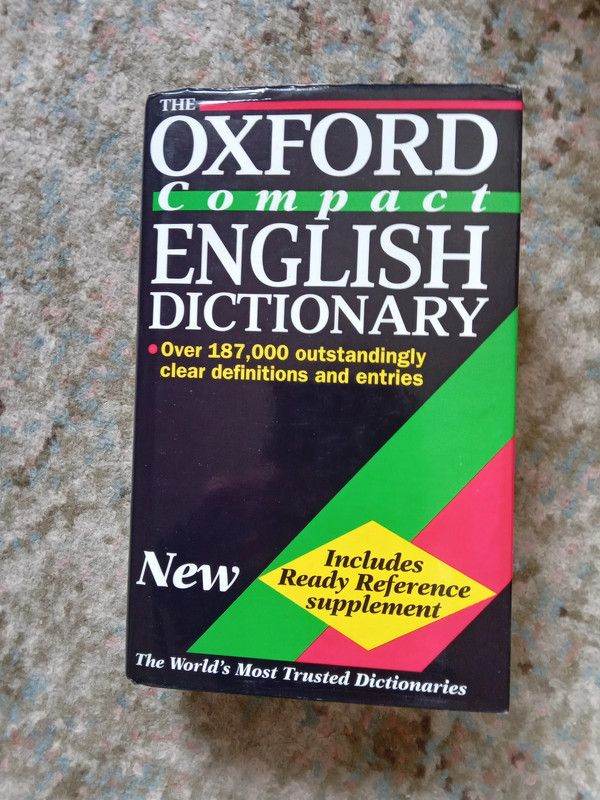 THE
OXFORD
Compact
ENGLISH
DICTIONARY
• Over 187,000 outstandingly
clear definitions and entries
New
Includes
Ready Reference
supplement
The World's Most Trusted Dictionaries